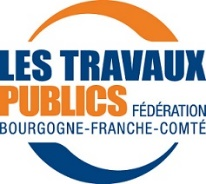 LES TRAVAUX
PUBLICS FÉDÉRATION
BOURGOGNE-FRANCHE-COMTÉ